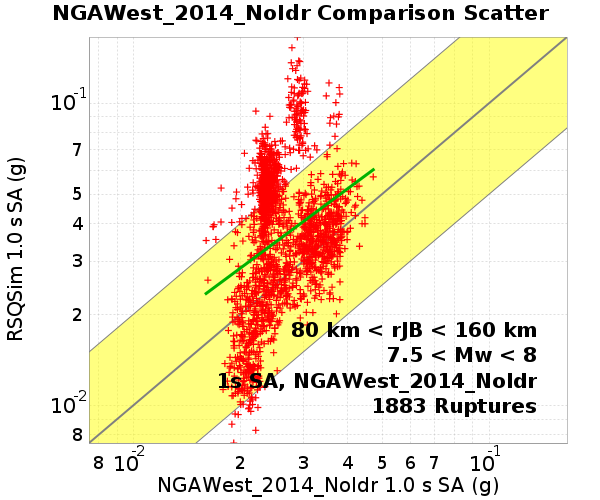 NGAWest_2014_NoIdr Comparison Scatter
RSQSim 1.0 s SA (g)
10-1
7
5
4
3
2
10-2
8
80 km < rJB < 160 km
7.5 < Mw < 8
1s SA, NGAWest_2014_NoIdr
1883 Ruptures
8 10-2 2 3 4 5 6 7 10-1
NGAWest_2014_NoIdr 1.0 s SA (g)